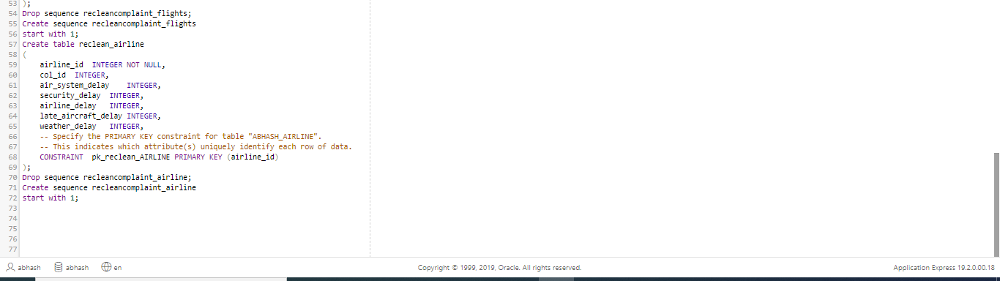 53 );
54 Drop sequence recleancomplaint_flights;
55 Create sequence recleancomplaint_flights
56 start with 1;
57 Create table reclean_airline
58 (
59 airline_id INTEGER NOT NULL,
60 col_id INTEGER,
61 air_system_delay INTEGER,
62 security_delay INTEGER,
63 airline_delay INTEGER,
64 late_aircraft_delay INTEGER,
65 weather_delay INTEGER,
66 -- Specify the PRIMARY KEY constraint for table "ABHASH_AIRLINE".
67 -- This indicates which attribute(s) uniquely identify each row of data.
68 CONSTRAINT pk_reclean_AIRLINE PRIMARY KEY (airline_id)
69 );
70 Drop sequence recleancomplaint_airline;
71 Create sequence recleancomplaint_airline
72 start with 1;
73
74
75
76
77
abhash abhash en Copyright © 1999, 2019, Oracle. All rights reserved. Application Express 19.2.0.00.18